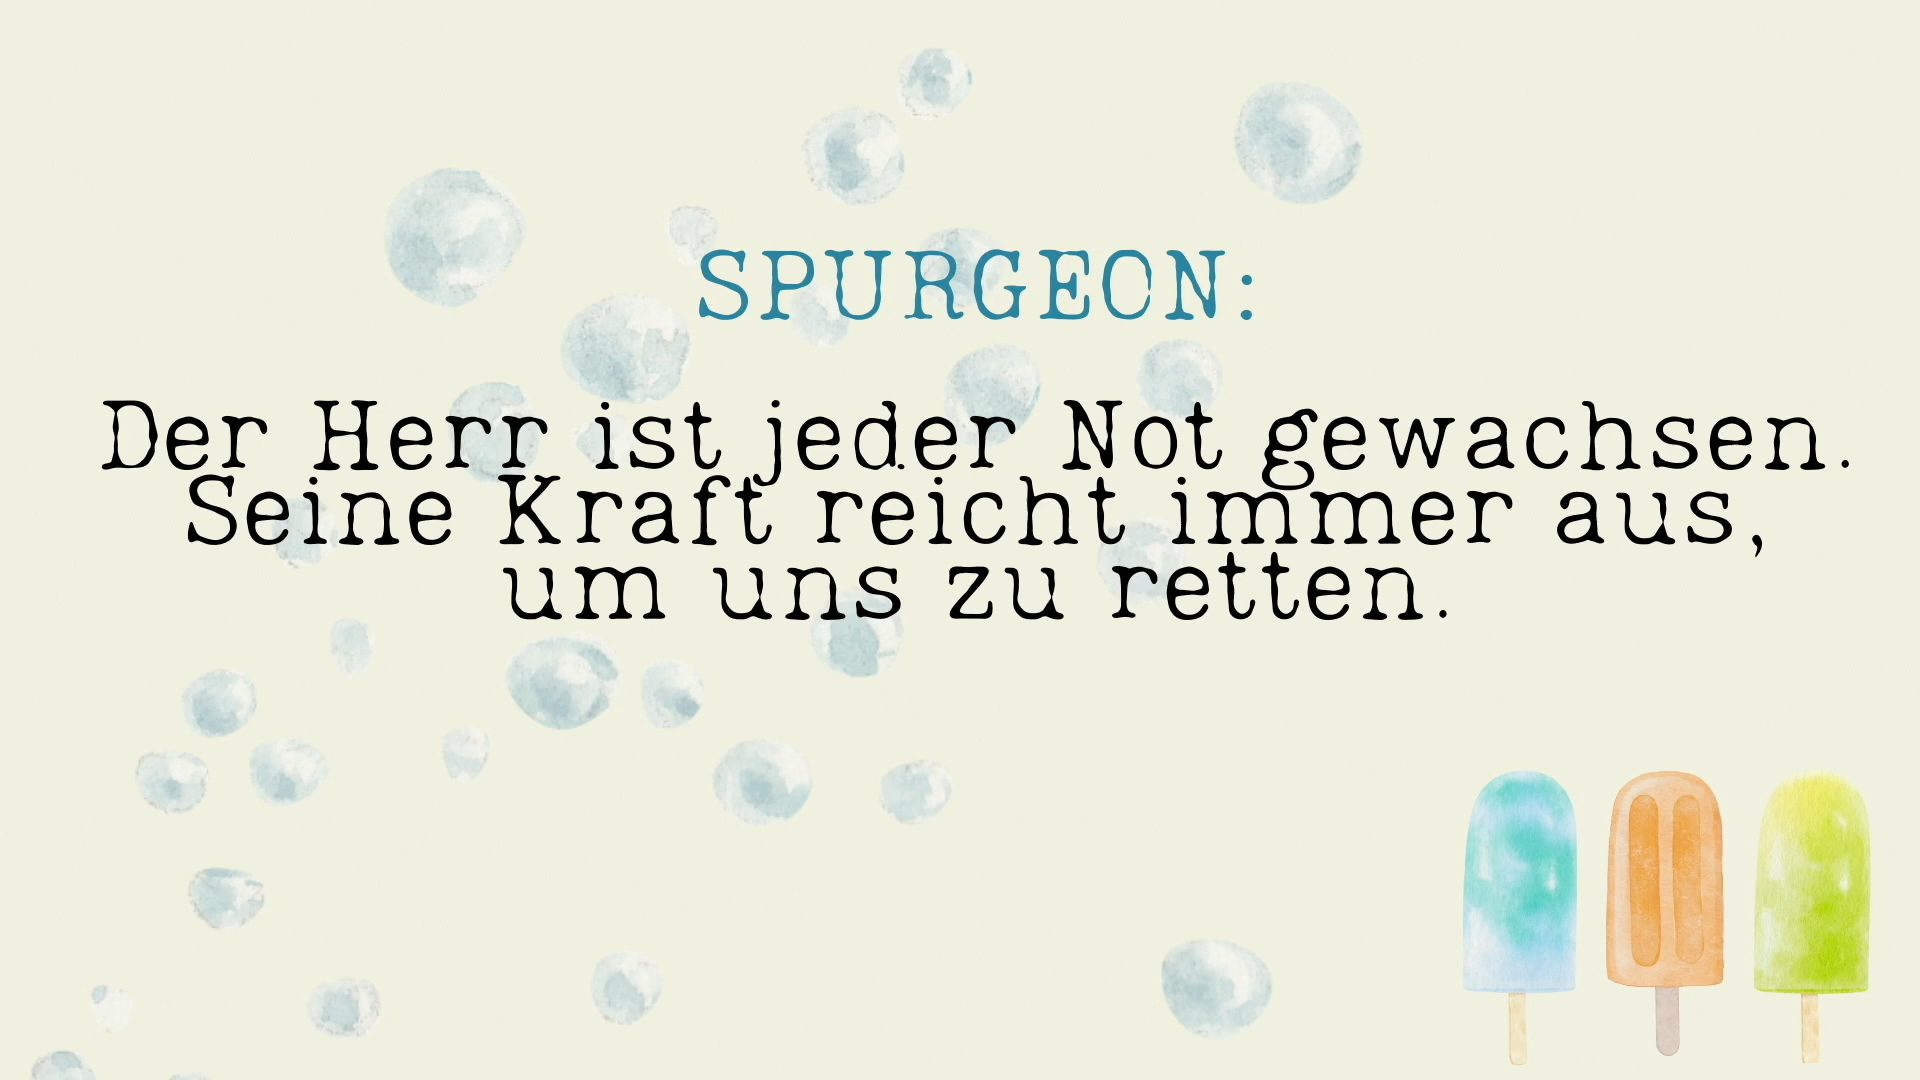 SPURGEON:
Der Herr ist jeder Not gewachsen.
Seine Kraft reicht immer aus,
um uns zu retten.